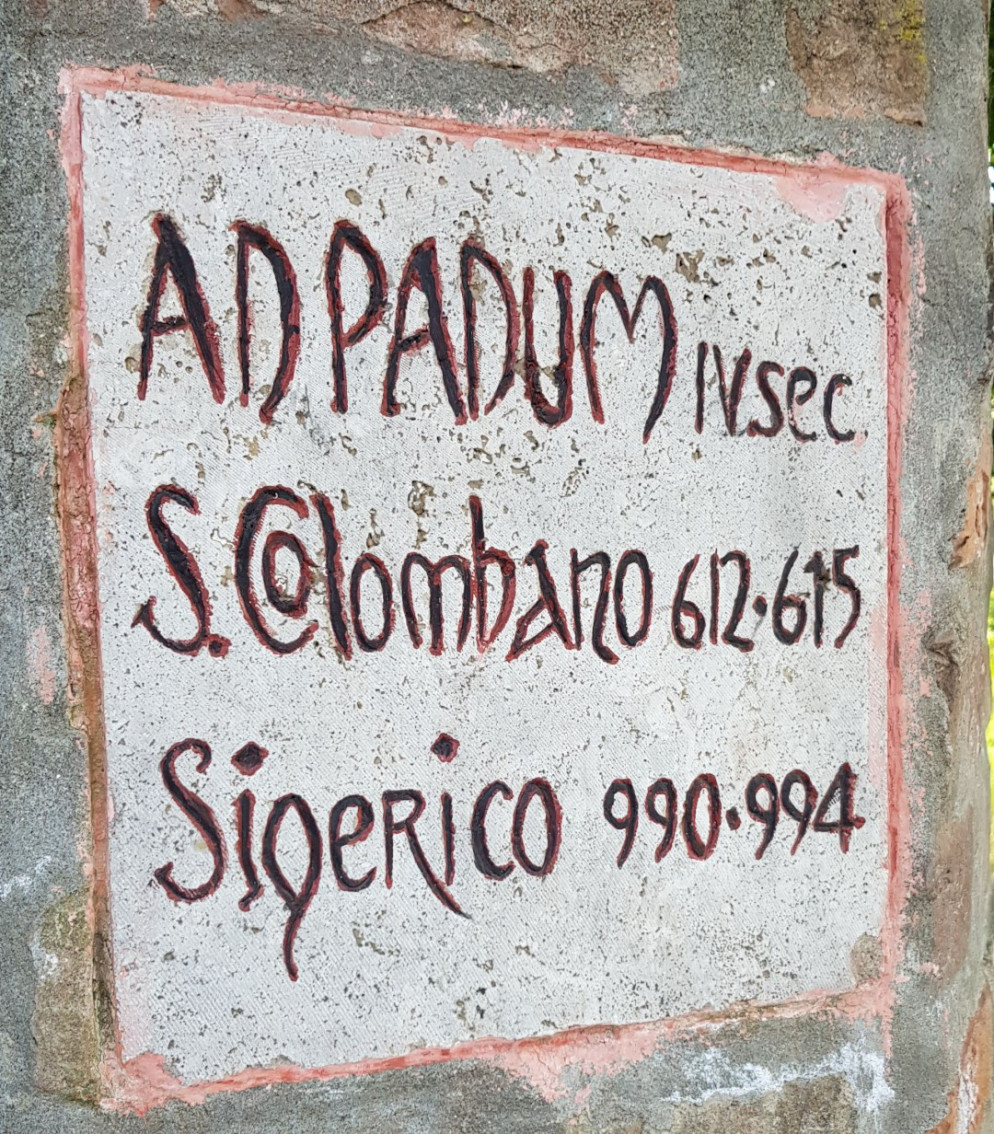 AD PADUM IV sec.
S. Colombano 612·615
Sigerico 990·994